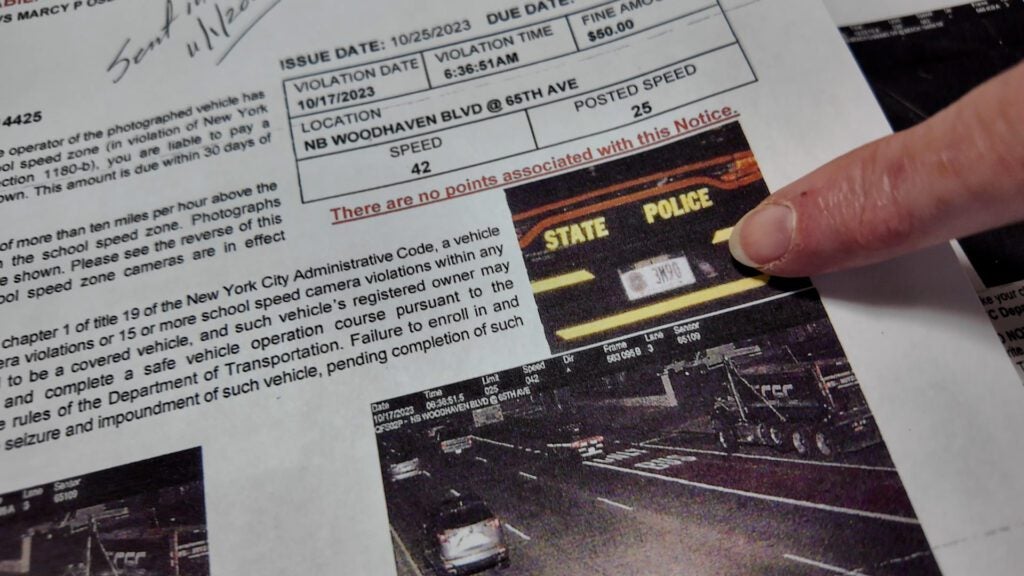 S MARCY P
Sent in
ISSUE DATE: 10/25/2023 DUE DATE:
VIOLATION DATE VIOLATION TIME FINE AMO
10/17/2023 6:36:51AM $50.00
LOCATION
NB WOODHAVEN BLVD @ 65TH AVE
SPEED POSTED SPEED
42 25
There are no points associated with this Notice.
4425
e operator of the photographed vehicle has
ol speed zone (in violation of New York
ction 1180-b), you are liable to pay a
own. This amount is due within 30 days of
of more than ten miles per hour above the
n the school speed zone. Photographs
e shown. Please see the reverse of this
ool speed zone cameras are in effect
chapter 1 of title 19 of the New York City Administrative Code, a vehicle
era violations or 15 or more school speed camera violations within any
d to be a covered vehicle, and such vehicle's registered owner may
and complete a safe vehicle operation course pursuant to the
e rules of the Department of Transportation. Failure to enroll in and
seizure and impoundment of such vehicle, pending completion of such
STATE POLICE
3M90
Date Time Limit Speed Dir Frame Lane Sensor
10/17/2023 025 042 3 65109
NB WOODHAVEN BLVD @ 65TH AVE
Lane Sensor
3 65109